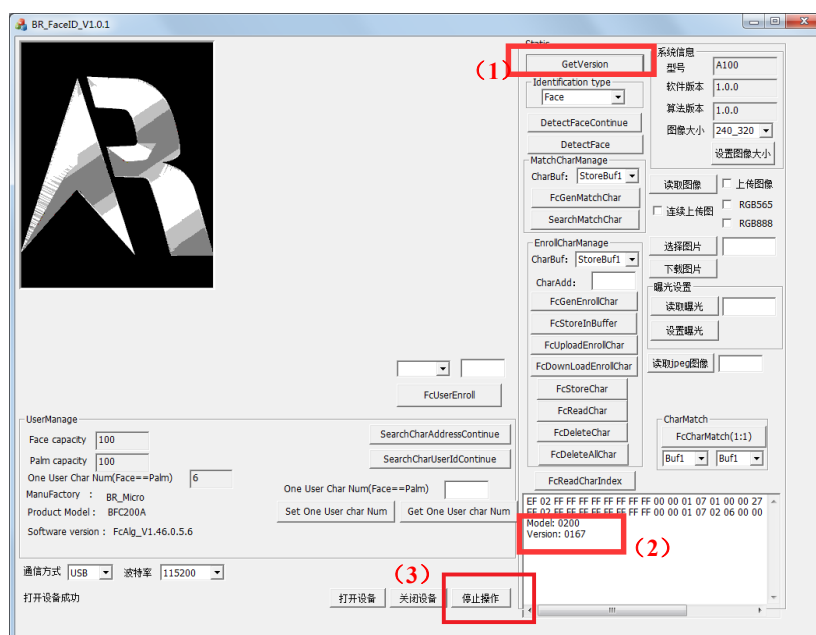 BR_FaceID_V1.0.1
Static
(1)
GetVersion
Identification type
Face
DetectFaceContinue
DetectFace
MatchCharManage
CharBuf: StoreBuf1
FcGenMatchChar
SearchMatchChar
EnrollCharManage
CharBuf: StoreBuf1
CharAdd:
FcGenEnrollChar
FcStoreInBuffer
FcUploadEnrollChar
FcDownLoadEnrollChar
FcStoreChar
FcReadChar
FcDeleteChar
FcDeleteAllChar
FcReadCharIndex
系统信息
型号 A100
软件版本 1.0.0
算法版本 1.0.0
图像大小 240_320
设置图像大小
读取图像 上传图像
连续上传图 RGB565
RGB888
选择图片
下载图片
曝光设置
读取曝光
设置曝光
读取jpeg图像
CharMatch
FcCharMatch(1:1)
Buf1 Buf1
FcUserEnroll
UserManage
Face capacity 100
Palm capacity 100
One User Char Num(Face==Palm) 6
ManuFactory : BR_Micro
Product Model: BFC200A
Software version : FcAlg_V1.46.0.5.6
SearchCharAddressContinue
SearchCharUserIdContinue
One User Char Num(Face==Palm)
Set One User char Num Get One User char Num
EF 02 FF FF FF FF FF FF FF FF 00 00 01 07 01 00 00 27
EF 02 FF FF FF FF FF FF FF FF 00 00 01 07 02 06 00 00
Model: 0200
Version: 0167
(2)
通信方式 USB 波特率 115200
(3)
打开设备成功
打开设备 关闭设备 停止操作